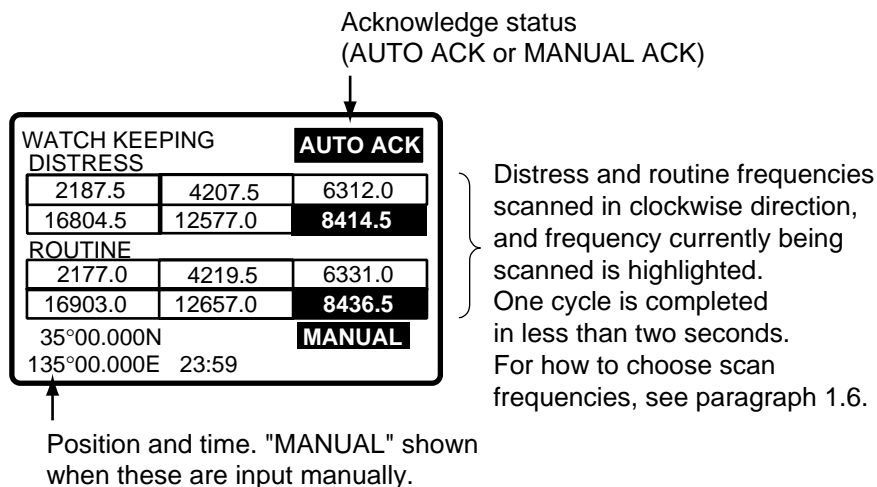 Acknowledge status
(AUTO ACK or MANUAL ACK)
WATCH KEEPING AUTO ACK
DISTRESS
2187.5 4207.5 6312.0
16804.5 12577.0 8414.5
ROUTINE
2177.0 4219.5 6331.0
16903.0 12657.0 8436.5
35°00.000N MANUAL
135°00.000E 23:59
Distress and routine frequencies
scanned in clockwise direction,
and frequency currently being
scanned is highlighted.
One cycle is completed
in less than two seconds.
For how to choose scan
frequencies, see paragraph 1.6.
Position and time. "MANUAL" shown
when these are input manually.